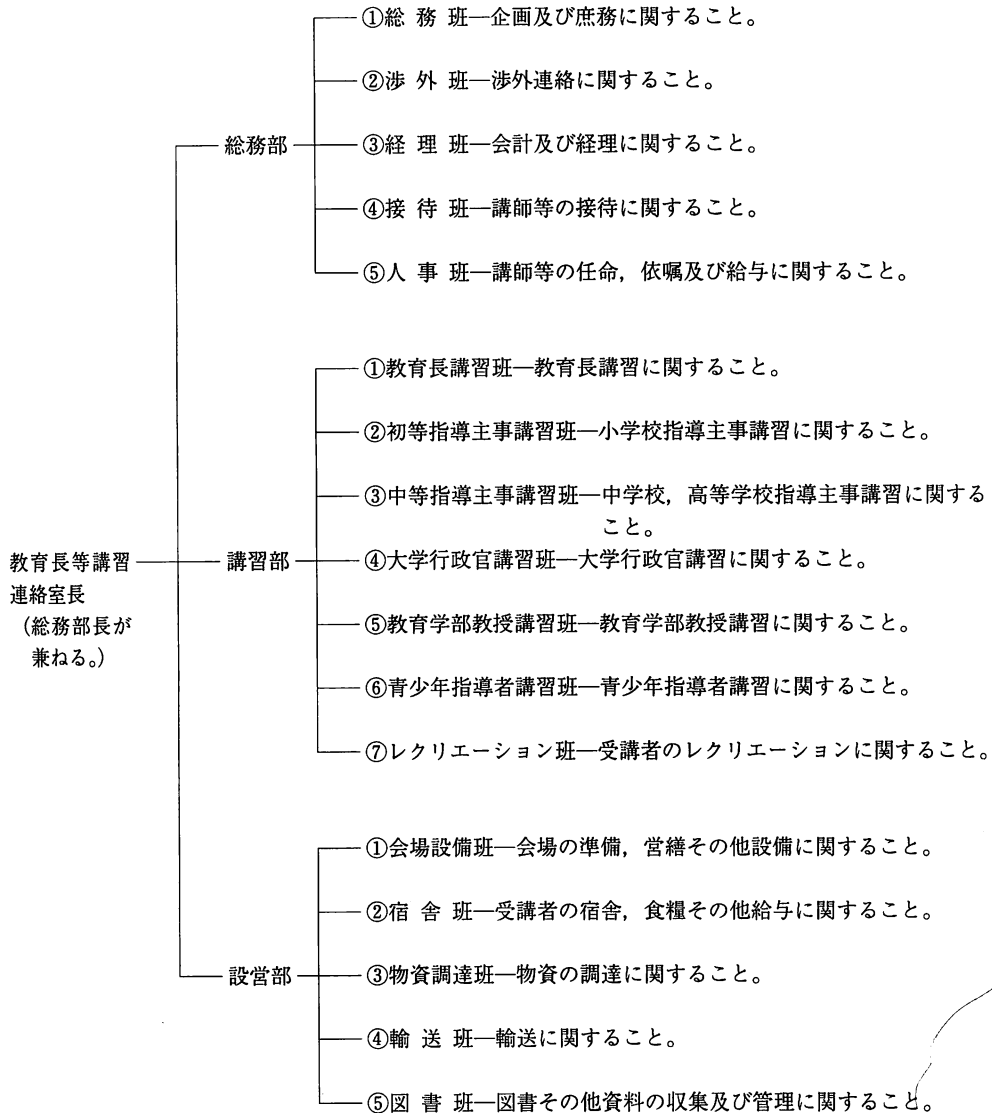 教育長等講習
連絡室長
(総務部長が
兼ねる。)
総務部
①総務班―企画及び庶務に関すること。
②渉外班―渉外連絡に関すること。
③経理班―会計及び経理に関すること。
④接待班―講師等の接待に関すること。
⑤人事班―講師等の任命，依嘱及び給与に関すること。
講習部
①教育長講習班―教育長講習に関すること。
②初等指導主事講習班―小学校指導主事講習に関すること。
③中等指導主事講習班―中学校，高等学校指導主事講習に関する
こと。
④大学行政官講習班―大学行政官講習に関すること。
⑤教育学部教授講習班―教育学部教授講習に関すること。
⑥青少年指導者講習班―青少年指導者講習に関すること。
⑦レクリエーション班―受講者のレクリエーションに関すること。
設営部
①会場設備班―会場の準備，営繕その他設備に関すること。
②宿舎班―受講者の宿舎，食糧その他給与に関すること。
③物資調達班―物資の調達に関すること。
④輸送班―輸送に関すること。
⑤図書班―図書その他資料の収集及び管理に関すること。